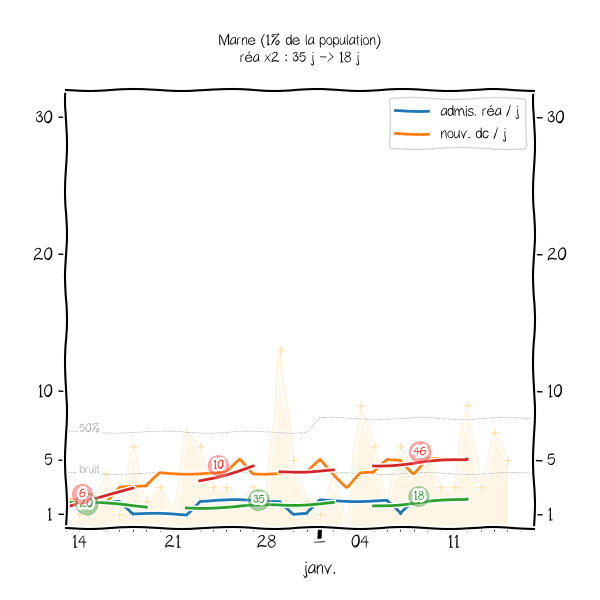 Marne (1% de la population)
réa x2 : 35 j -> 18 j
admis. réa / j
nouv. dc / j
30 30
20 20
10 10
50%
46
10
5 5
bruit
6
20
35
18
1 1
14 21 28 04 11
janv.